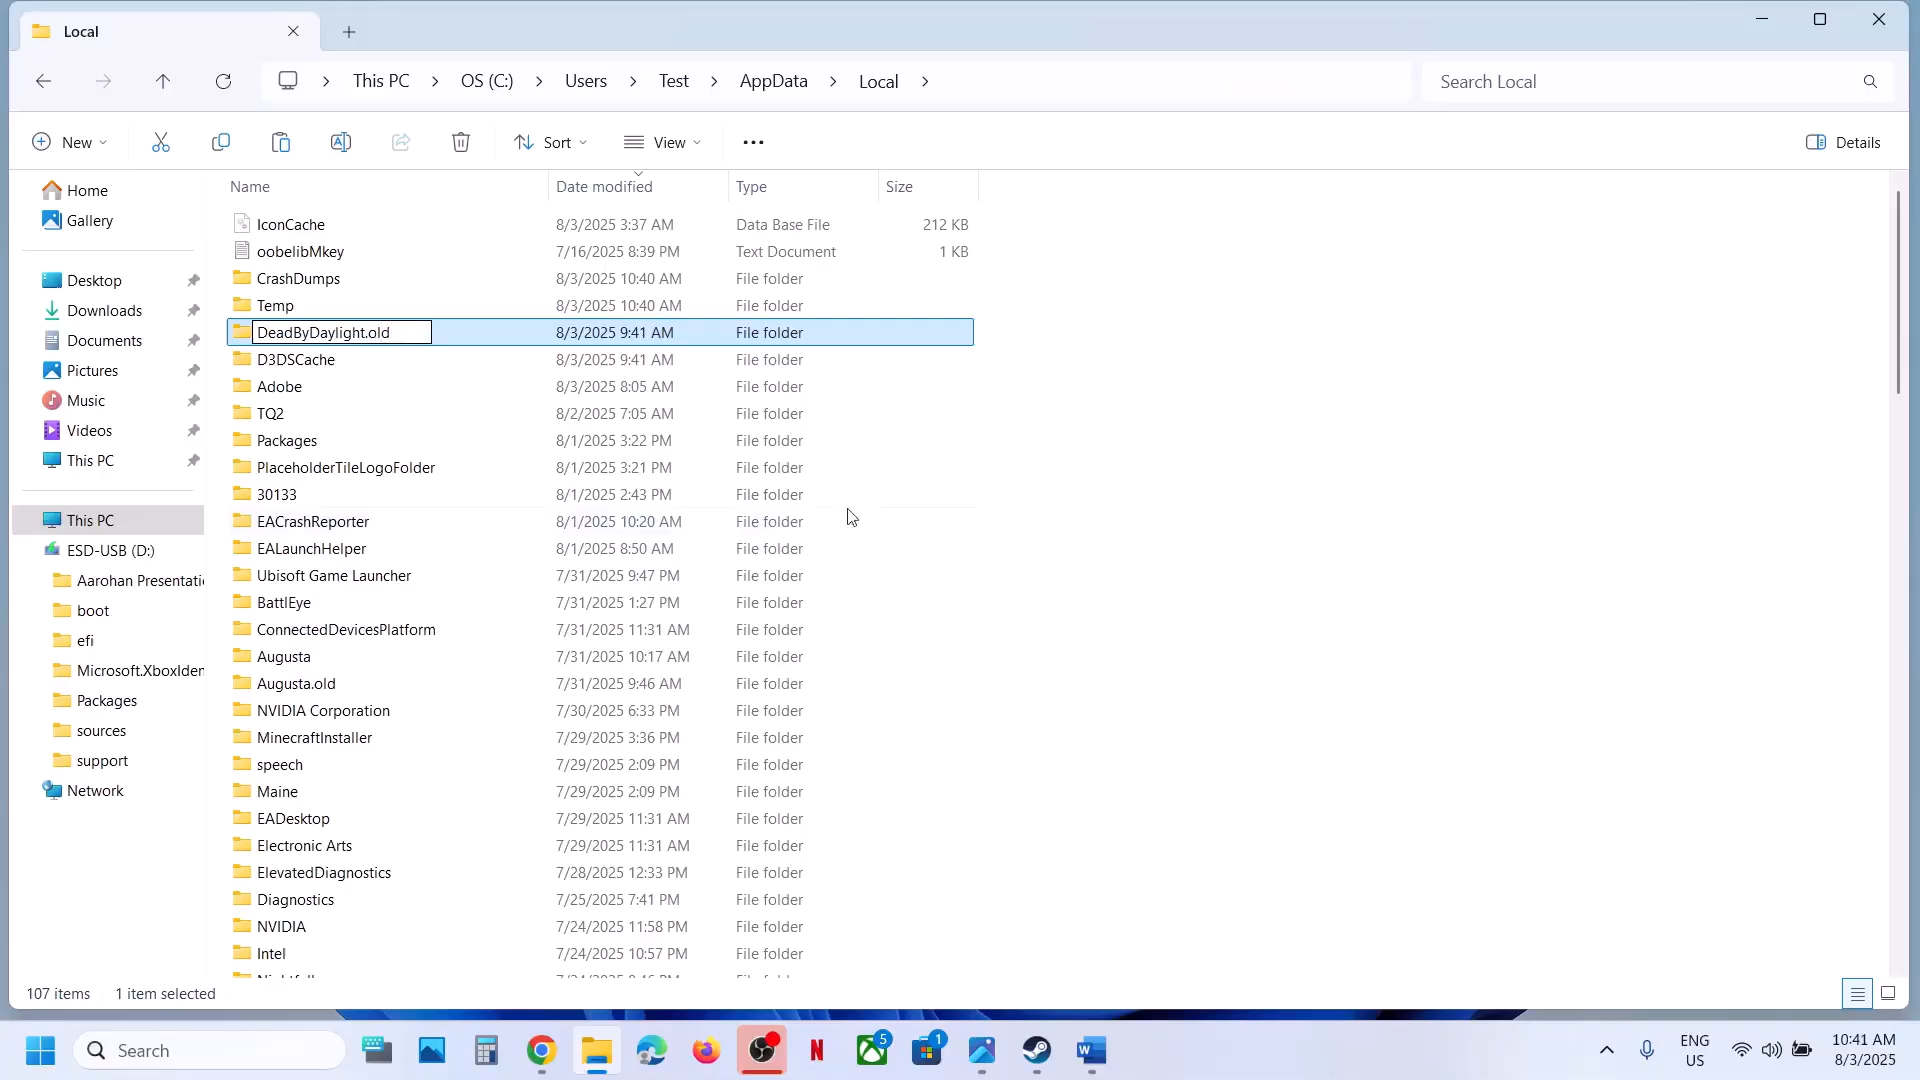 Local
This PC
OS (C:)
Users
Test
AppData
Local
Search Local
New
Sort
View
Details
Name
Date modified
Type
Size
Home
Gallery
Desktop
Downloads
Documents
Pictures
Music
Videos
This PC
This PC
ESD-USB (D:)
Aarohan Presentati
boot
efi
Microsoft.XboxIden
Packages
sources
support
Network
IconCache 8/3/2025 3:37 AM Data Base File 212 KB
oobelibMkey 7/16/2025 8:39 PM Text Document 1 KB
CrashDumps 8/3/2025 10:40 AM File folder
Temp 8/3/2025 10:40 AM File folder
DeadByDaylight.old 8/3/2025 9:41 AM File folder
D3DSCache 8/3/2025 9:41 AM File folder
Adobe 8/3/2025 8:05 AM File folder
TQ2 8/2/2025 7:05 AM File folder
Packages 8/1/2025 3:22 PM File folder
PlaceholderTileLogoFolder 8/1/2025 3:21 PM File folder
30133 8/1/2025 2:43 PM File folder
EACrashReporter 8/1/2025 10:20 AM File folder
EALaunchHelper 8/1/2025 8:50 AM File folder
Ubisoft Game Launcher 7/31/2025 9:47 PM File folder
BattlEye 7/31/2025 1:27 PM File folder
ConnectedDevicesPlatform 7/31/2025 11:31 AM File folder
Augusta 7/31/2025 10:17 AM File folder
Augusta.old 7/31/2025 9:46 AM File folder
NVIDIA Corporation 7/30/2025 6:33 PM File folder
MinecraftInstaller 7/29/2025 3:36 PM File folder
speech 7/29/2025 2:09 PM File folder
Maine 7/29/2025 2:09 PM File folder
EADesktop 7/29/2025 11:31 AM File folder
Electronic Arts 7/29/2025 11:31 AM File folder
ElevatedDiagnostics 7/28/2025 12:33 PM File folder
Diagnostics 7/25/2025 7:41 PM File folder
NVIDIA 7/24/2025 11:58 PM File folder
Intel 7/24/2025 10:57 PM File folder
107 items
1 item selected
Search
5
1
ENG
US
10:41 AM
8/3/2025